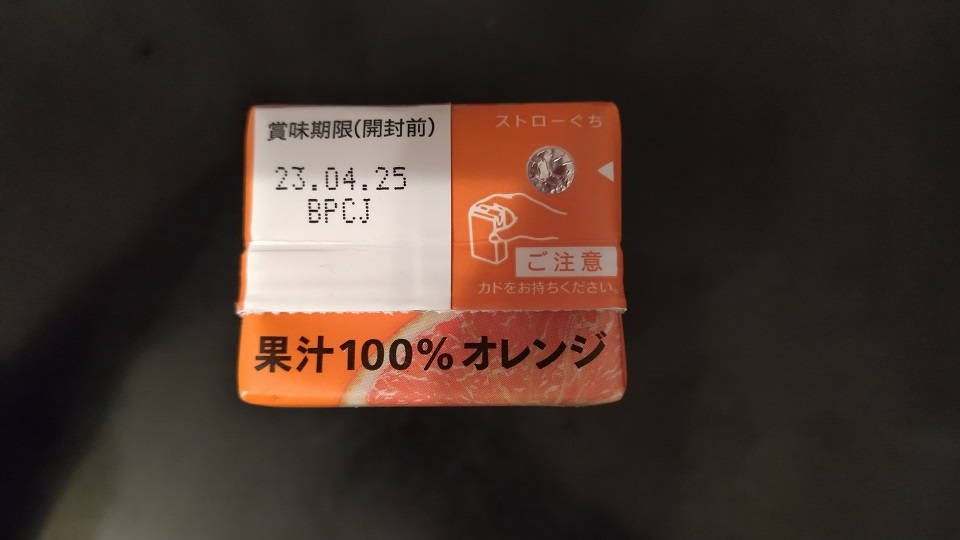 賞味期限(開封前)
23.04.25
BPCJ
ストローぐち
ご注意
カドをお持ちください。
果汁100%オレンジ